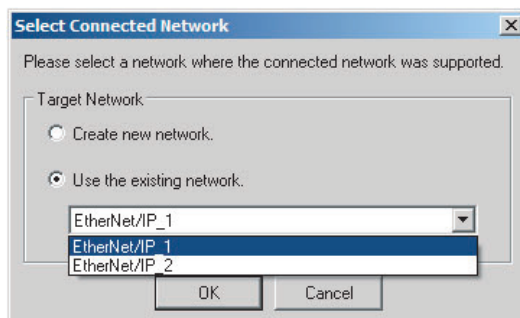 Select Connected Network
Please select a network where the connected network was supported.
Target Network
Create new network.
Use the existing network.
EtherNet/IP_1
EtherNet/IP_1
EtherNet/IP_2
OK Cancel